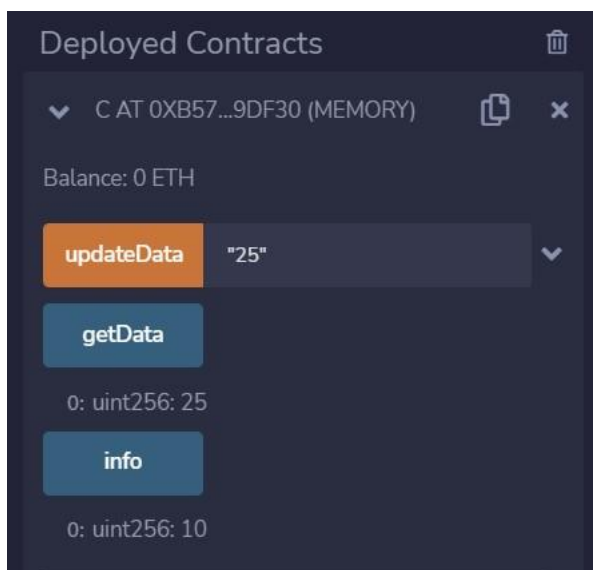 Deployed Contracts
C AT 0XB57...9DF30 (MEMORY)
Balance: 0 ETH
updateData "25"
getData
0: uint256: 25
info
0: uint256: 10